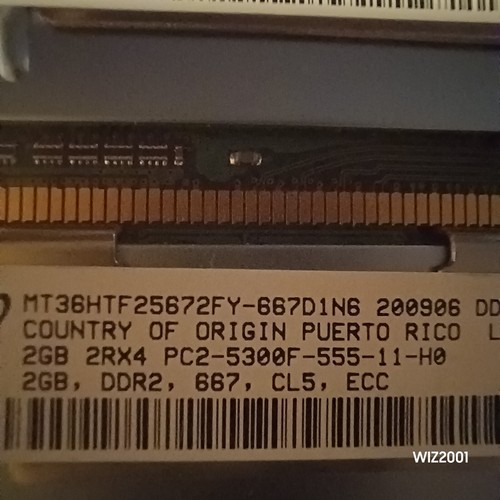 MT36HTF25672FY-667D1N6 200906 DD
COUNTRY OF ORIGIN PUERTO RICO L
2GB 2RX4 PC2-5300F-555-11-H0
2GB, DDR2, 667, CL5, ECC
WIZ2001